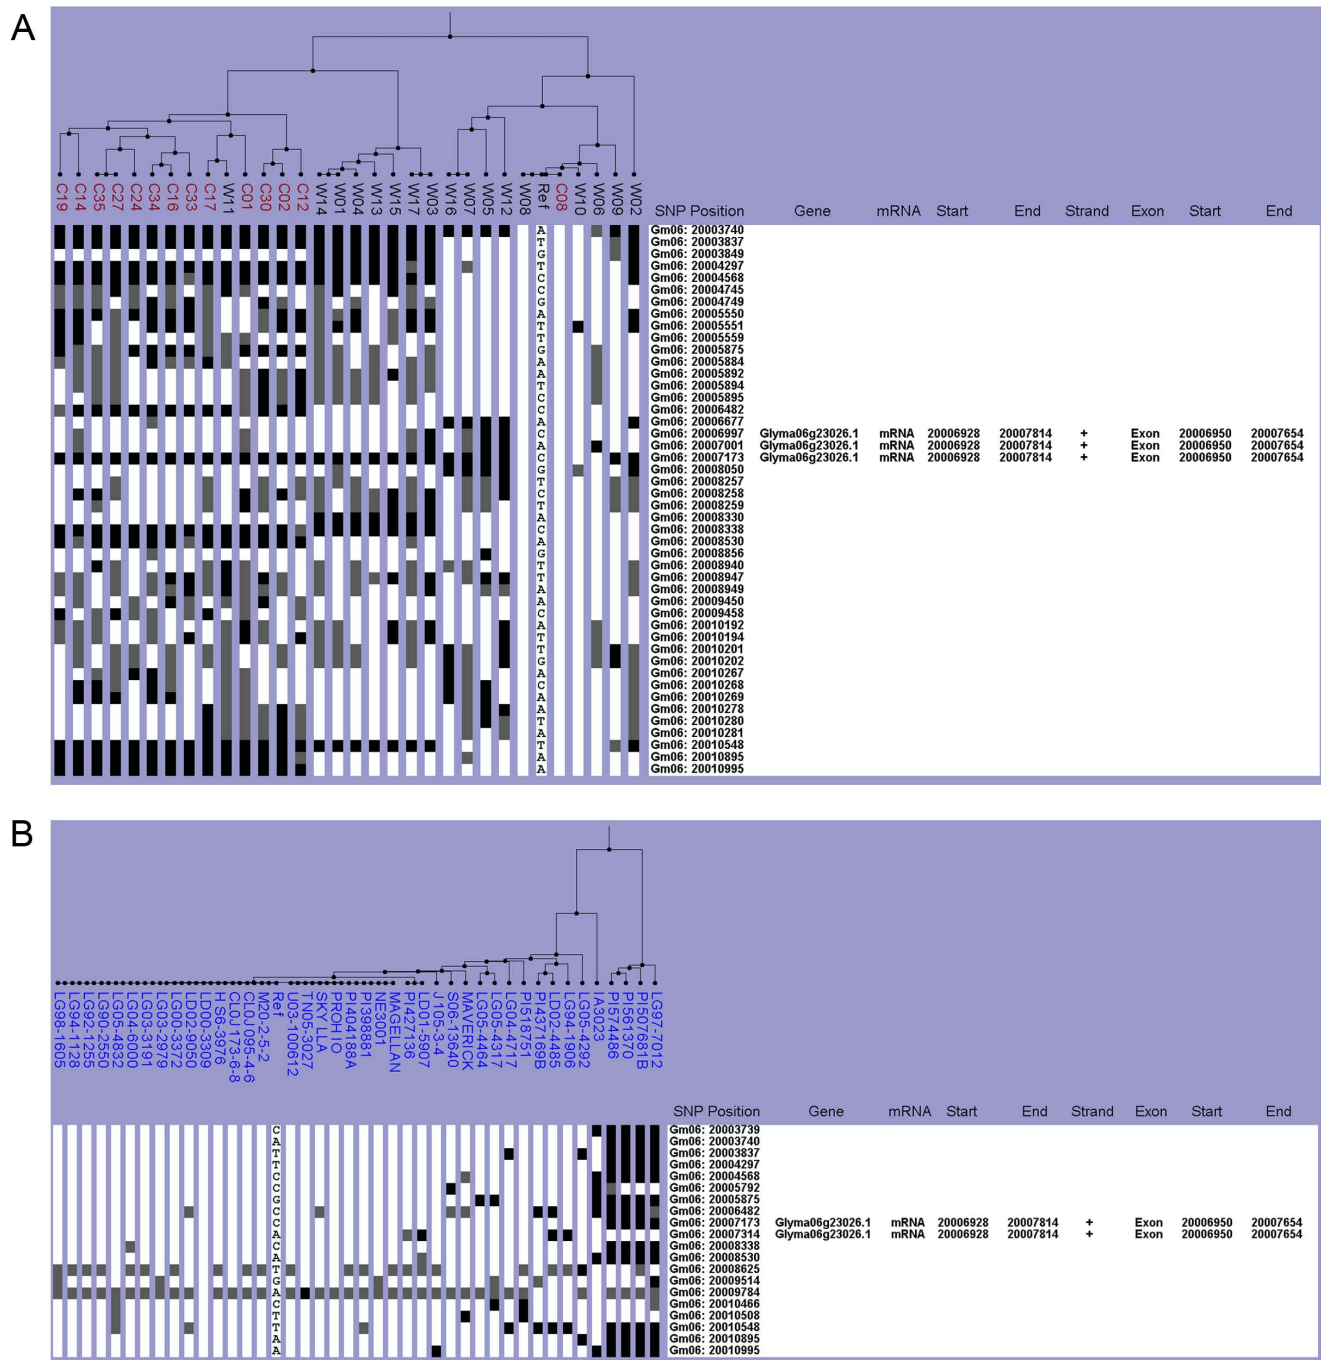 A
C19 C14 C35 C27 C24 C34 C16 C33 C17 W11 C01 C30 C02 C12 W14 W01 W04 W13 W15 W17 W03 W16 W07 W05 W12 W08 Ref C08 W10 W06 W09 W02
SNP Position Gene mRNA Start End Strand Exon Start End
A Gm06: 20003740
T Gm06: 20003837
G Gm06: 20003849
T Gm06: 20004297
C Gm06: 20004568
C Gm06: 20004745
G Gm06: 20004749
A Gm06: 20005550
T Gm06: 20005551
T Gm06: 20005559
G Gm06: 20005875
A Gm06: 20005884
A Gm06: 20005892
T Gm06: 20005894
C Gm06: 20005895
C Gm06: 20006482
A Gm06: 20006677
C Gm06: 20006997 Glyma06g23026.1 mRNA 20006928 20007814 + Exon 20006950 20007654
A Gm06: 20007001 Glyma06g23026.1 mRNA 20006928 20007814 + Exon 20006950 20007654
C Gm06: 20007173 Glyma06g23026.1 mRNA 20006928 20007814 + Exon 20006950 20007654
G Gm06: 20008050
T Gm06: 20008257
C Gm06: 20008258
T Gm06: 20008259
A Gm06: 20008330
C Gm06: 20008338
A Gm06: 20008530
G Gm06: 20008856
T Gm06: 20008940
T Gm06: 20008947
A Gm06: 20008949
A Gm06: 20009450
C Gm06: 20009458
A Gm06: 20010192
T Gm06: 20010194
T Gm06: 20010201
G Gm06: 20010202
A Gm06: 20010267
C Gm06: 20010268
A Gm06: 20010269
A Gm06: 20010278
T Gm06: 20010280
A Gm06: 20010281
T Gm06: 20010548
A Gm06: 20010895
A Gm06: 20010995
B
LG98-1605 LG94-1128 LG92-1255 LG90-2550 LG05-4832 LG04-6000 LG03-3191 LG03-2979 LG00-3372 LD02-9050 LD00-3309 HS6-3976 CL0J173-6-8 CL0J095-4-6 M20-2-5-2 Ref U03-100612 TN05-3027 SKYLLA PROHIO PI404188A PI398881 NE3001 MAGELLAN PI427136 LD01-5907 J105-3-4 S06-13640 MAVERICK LG05-4464 LG05-4317 LG04-4717 PI518751 PI437169B LD02-4485 LG94-1906 LG05-4292 IA3023 PI574486 PI561370 PI507681B LG97-7012
SNP Position Gene mRNA Start End Strand Exon Start End
C Gm06: 20003739
A Gm06: 20003740
T Gm06: 20003837
T Gm06: 20004297
C Gm06: 20004568
C Gm06: 20005792
G Gm06: 20005875
C Gm06: 20006482
C Gm06: 20007173 Glyma06g23026.1 mRNA 20006928 20007814 + Exon 20006950 20007654
A Gm06: 20007314 Glyma06g23026.1 mRNA 20006928 20007814 + Exon 20006950 20007654
C Gm06: 20008338
A Gm06: 20008530
T Gm06: 20008625
G Gm06: 20009514
A Gm06: 20009784
C Gm06: 20010466
T Gm06: 20010508
T Gm06: 20010548
A Gm06: 20010895
A Gm06: 20010995